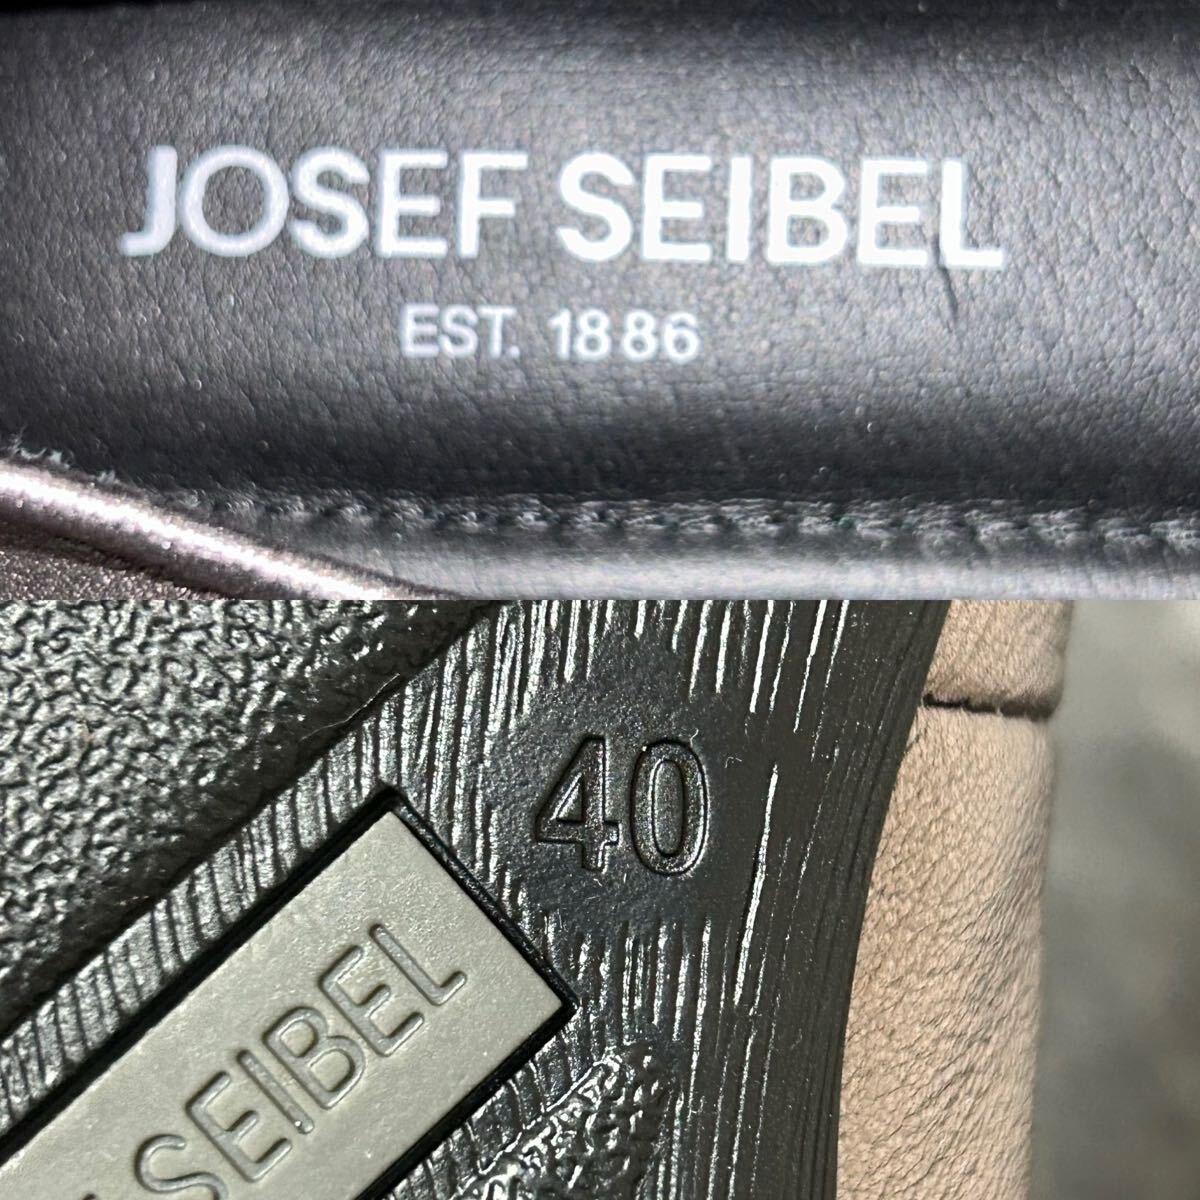 JOSEF SEIBEL
EST. 1886
40
SEIBEL